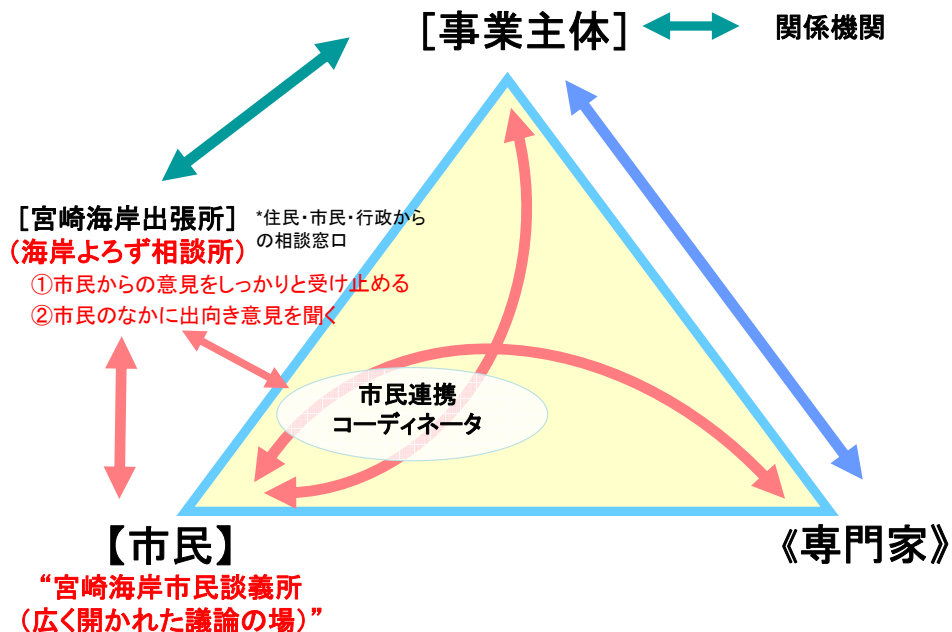 ［事業主体］
関係機関
［宮崎海岸出張所］
*住民・市民・行政から
の相談窓口
（海岸よろず相談所）
①市民からの意見をしっかりと受け止める
②市民のなかに出向き意見を聞く
市民連携
コーディネータ
【市民】
《専門家》
“宮崎海岸市民談義所
（広く開かれた議論の場）”